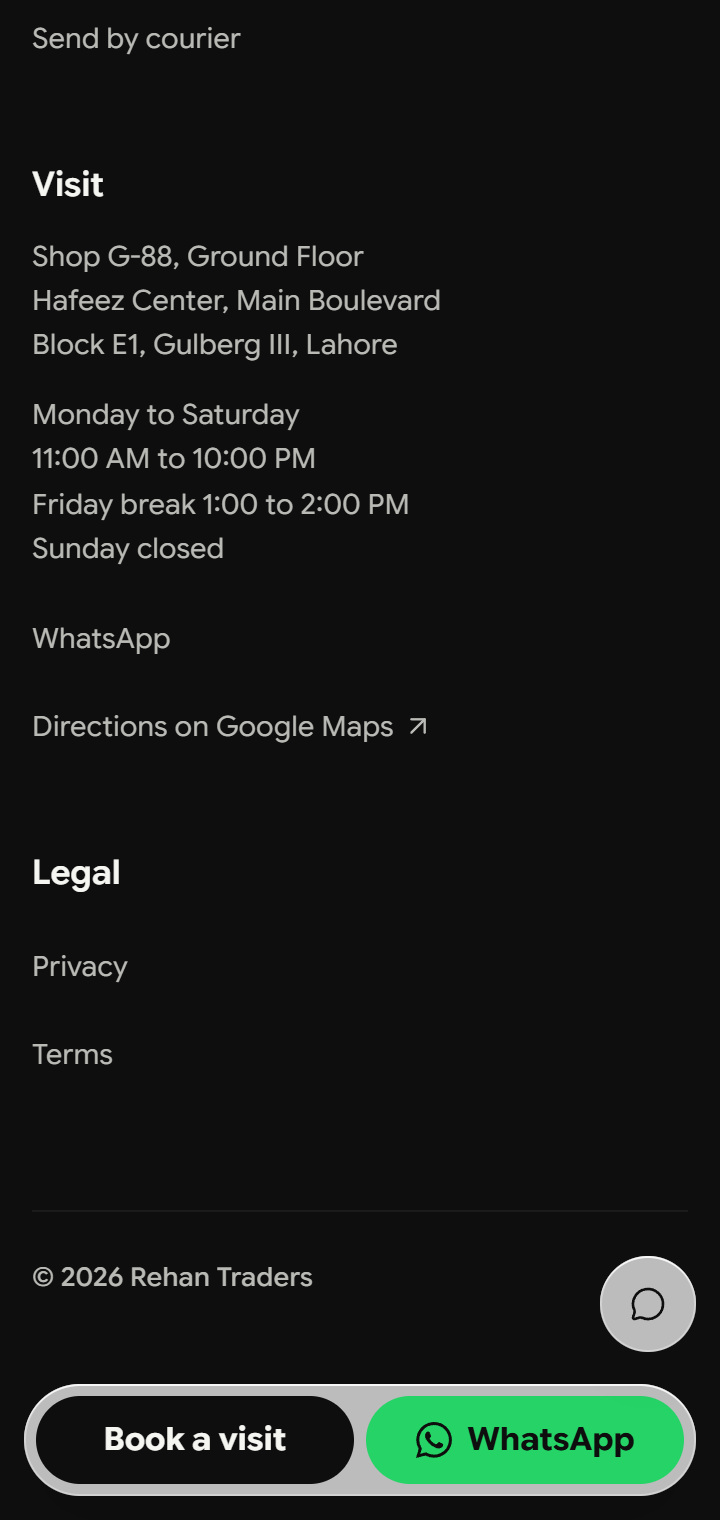 Send by courier
Visit
Shop G-88, Ground Floor
Hafeez Center, Main Boulevard
Block E1, Gulberg III, Lahore
Monday to Saturday
11:00 AM to 10:00 PM
Friday break 1:00 to 2:00 PM
Sunday closed
WhatsApp
Directions on Google Maps
Legal
Privacy
Terms
© 2026 Rehan Traders
Book a visit
WhatsApp